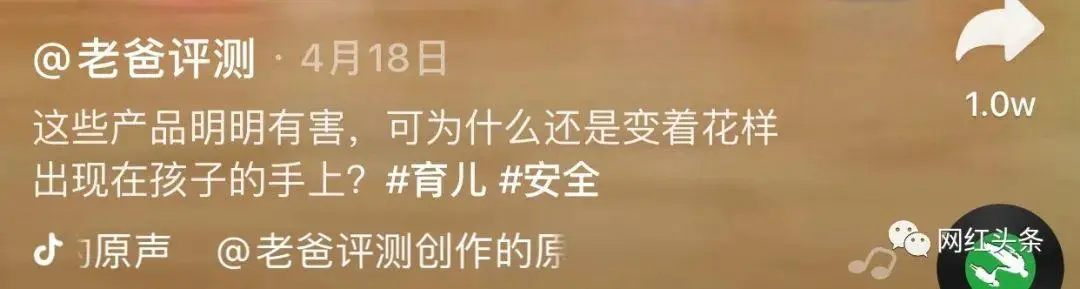 @老爸评测 · 4月18日
1.0w
这些产品明明有害，可为什么还是变着花样
出现在孩子的手上？#育儿 #安全
的原声 @老爸评测创作的原
网红头条